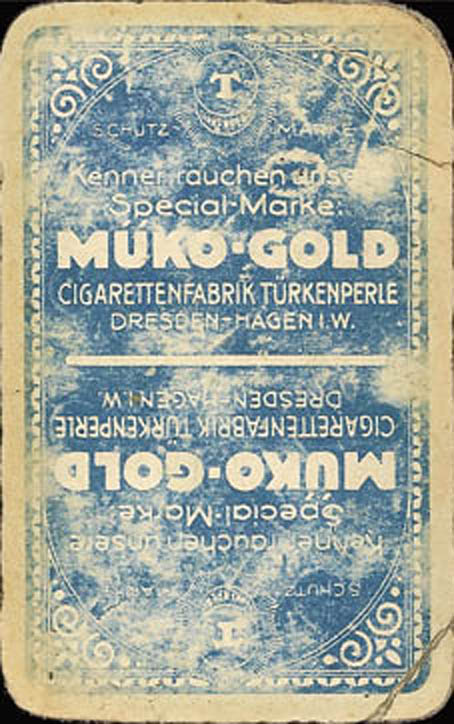 T
SCHUTZ- MARKE
Kenner rauchen unse
Special-Marke:
MUKO-GOLD
CIGARETTENFABRIK TÜRKENPERLE
DRESDEN-HAGEN I.W.
Kenner rauchen unsere
Special-Marke
MUKO-GOLD
CIGARETTENFABRIK TÜRKENPERLE
DRESDEN-HAGEN I.W.
T
SCHUTZ